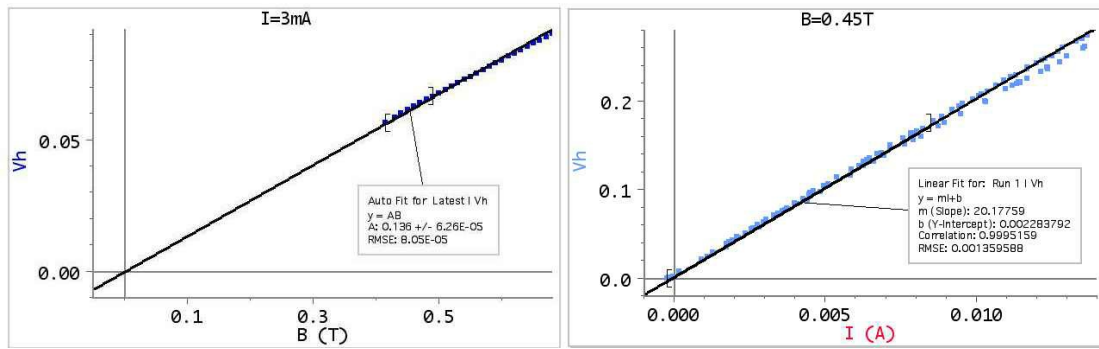 I=3mA
Vh
0.05
0.00
Auto Fit for Latest | Vh
y = AB
A: 0.136 +/- 6.26E-05
RMSE: 8.05E-05
0.1
0.3
0.5
B (T)
B=0.45T
Vh
0.2
0.1
0.0
Linear Fit for: Run 1 | Vh
y = mI+b
m (Slope): 20.17759
b (Y-Intercept): 0.002283792
Correlation: 0.9995159
RMSE: 0.001359588
0.000
0.005
0.010
I (A)